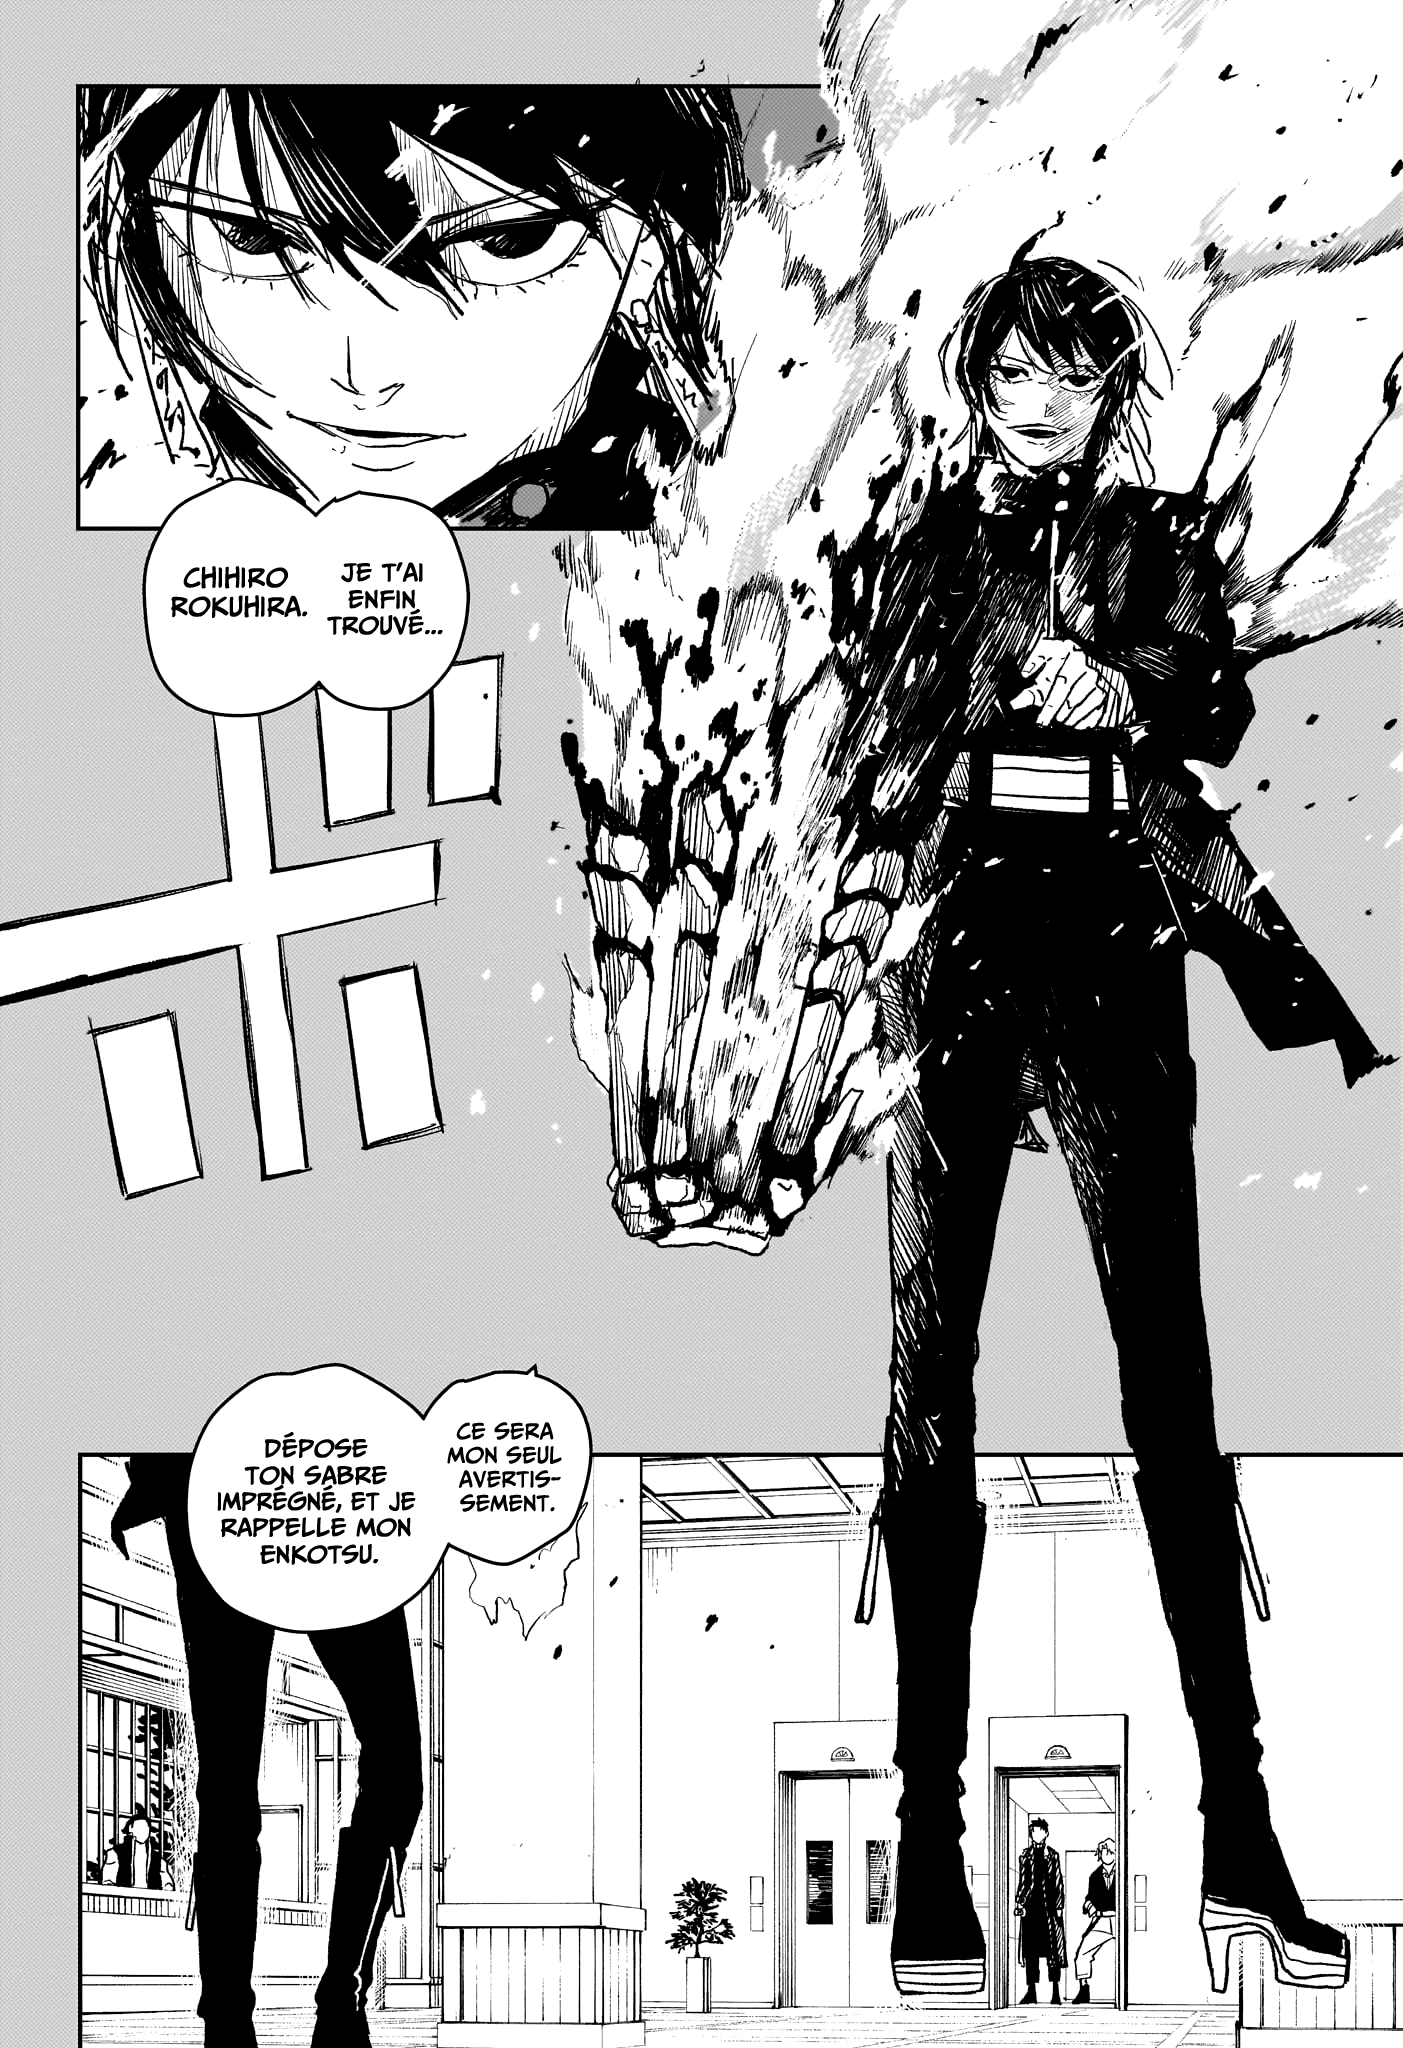 JE T'AI
ENFIN
TROUVÉ...
CHIHIRO
ROKUHIRA.
ザ
CE SERA
MON SEUL
AVERTIS-
SEMENT.
DÉPOSE
TON SABRE
IMPRÉGNÉ, ET JE
RAPPELLE MON
ENKOTSU.